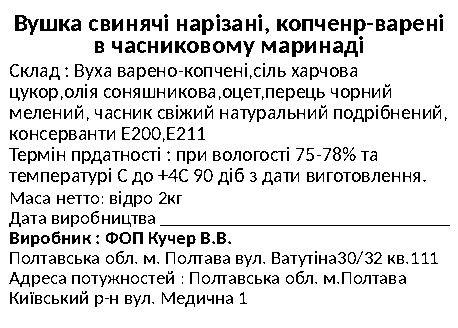 Вушка свинячі нарізані, копченр-варені
в часниковому маринаді
Склад : Вуха варено-копчені,сіль харчова
цукор,олія соняшникова,оцет,перець чорний
мелений, часник свіжий натуральний подрібнений,
консерванти Е200,Е211
Термін прдатності : при вологості 75-78% та
температурі С до +4С 90 діб з дати виготовлення.
Маса нетто: відро 2кг
Дата виробництва
Виробник : ФОП Кучер В.В.
Полтавська обл. м. Полтава вул. Ватутіна30/32 кв.111
Адреса потужностей : Полтавська обл. м.Полтава
Київський р-н вул. Медична 1